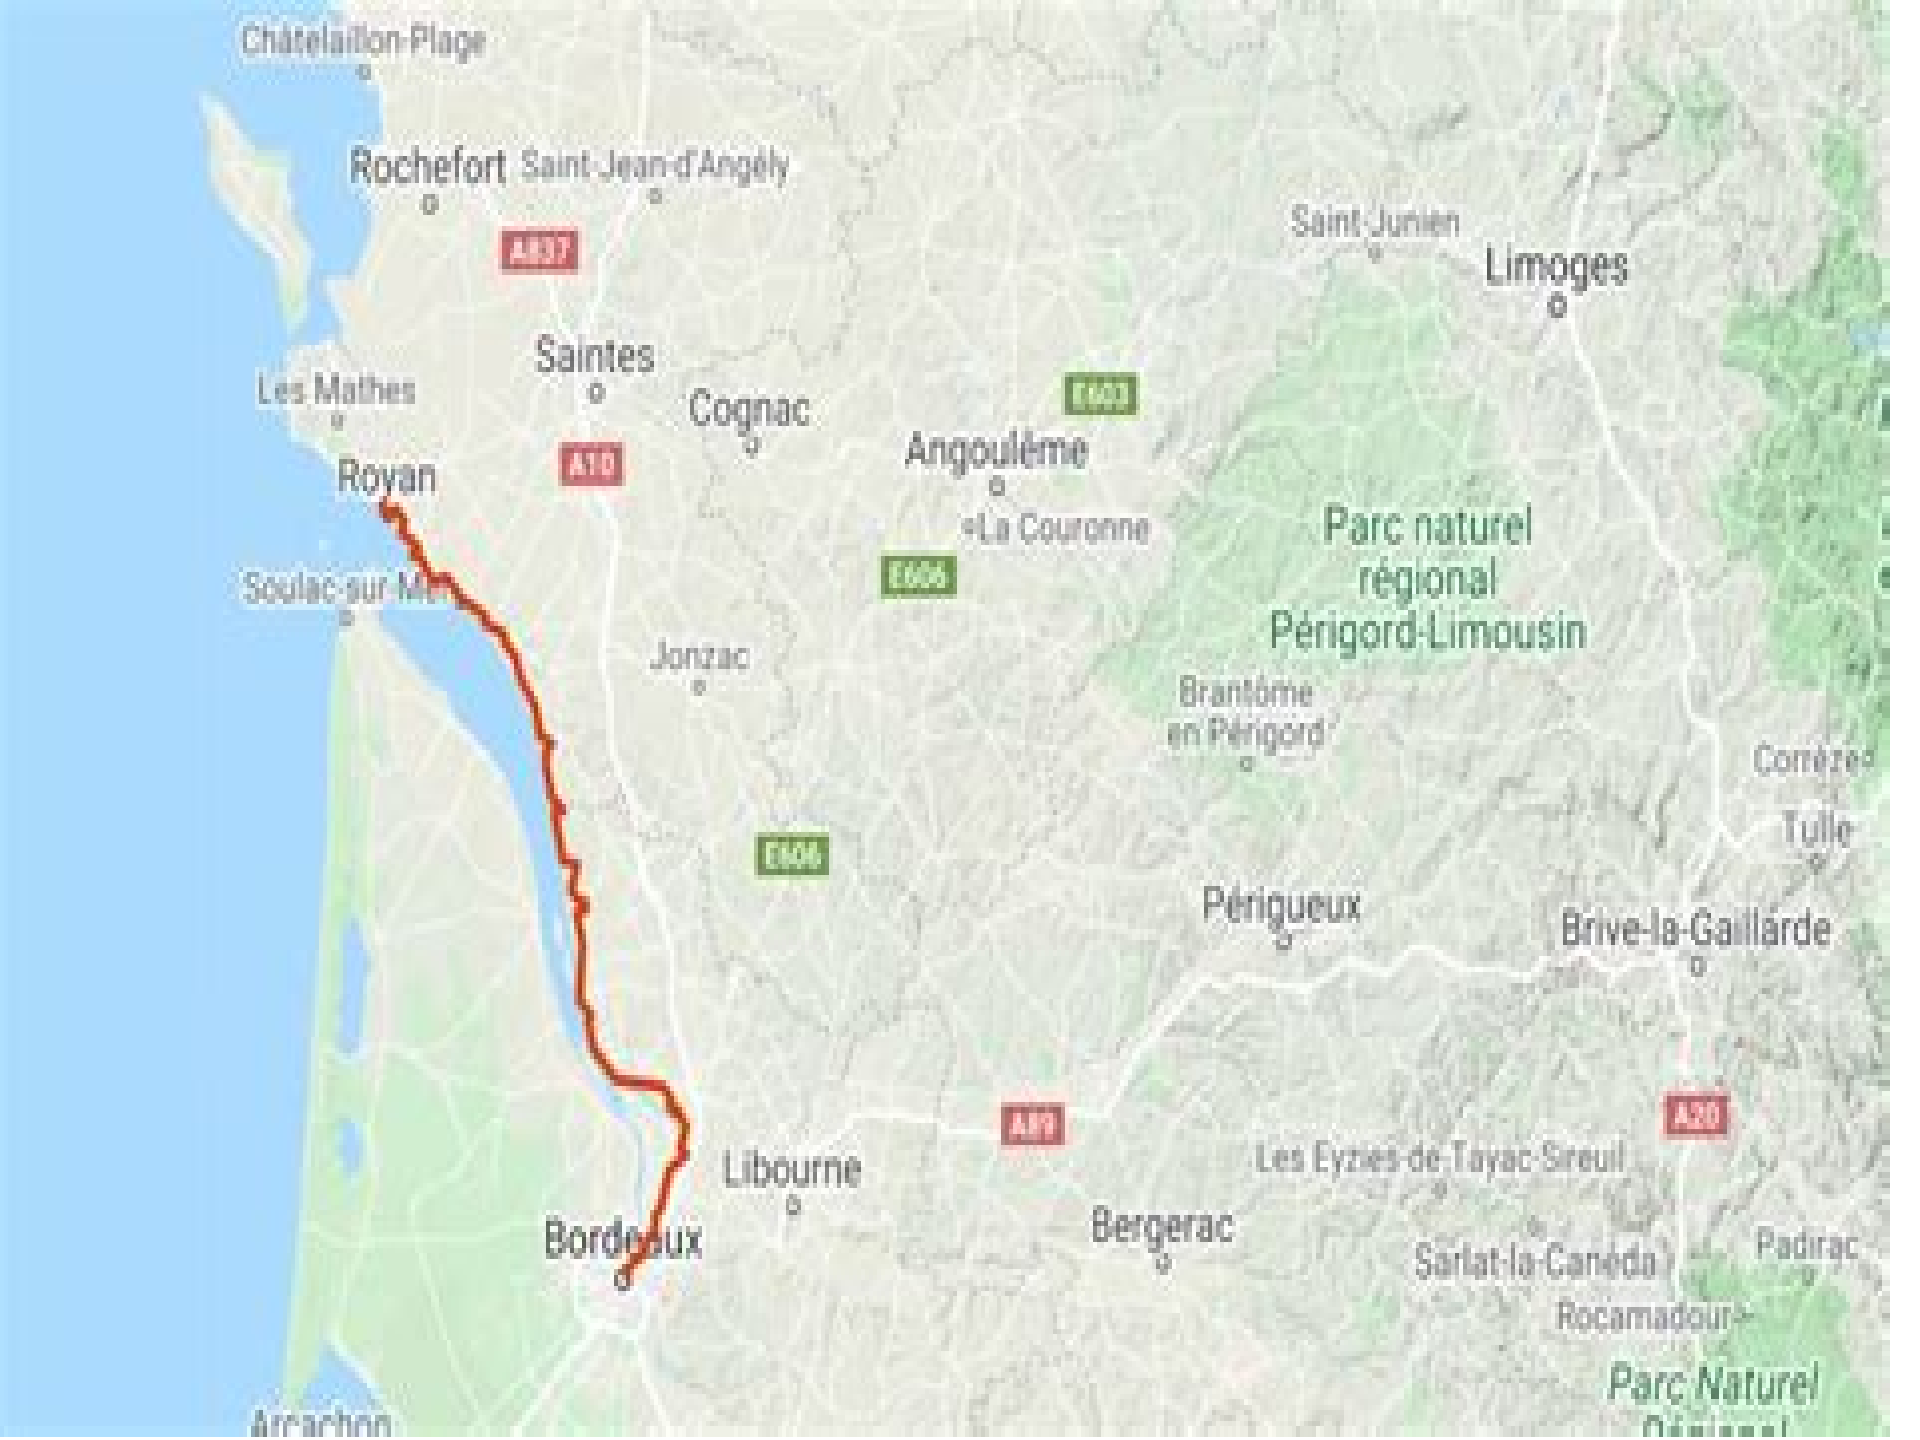 Châtelaillon-Plage
Rochefort
Saint-Jean-d'Angély
A837
Saint-Junien
Limoges
Saintes
Les Mathes
Cognac
E603
Angoulême
A10
Royan
La Couronne
Parc naturel
régional
Périgord-Limousin
E606
Soulac-sur-Mer
Jonzac
Brantôme
en Périgord
Corrèze
Tulle
E606
Périgueux
Brive-la-Gaillarde
A89
A20
Libourne
Les Eyzies-de-Tayac-Sireuil
Bordeaux
Bergerac
Sarlat-la-Canéda
Padirac
Rocamadour
Parc Naturel
Régional
Arcachon